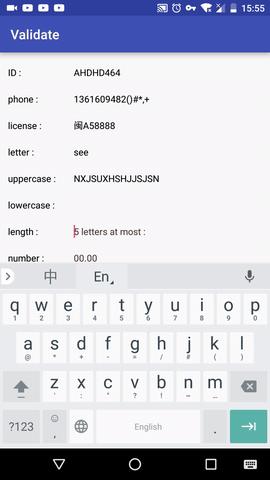 15:55
Validate
ID : AHDHD464
phone : 1361609482()#*,+
license : 闽A58888
letter : see
uppercase : NXJSUXHSHJJSJSN
lowercase :
length : 5 letters at most :
number : 00.00
中 En
q w e r t y u i o p
1 2 3 4 5 6 7 8 9 0
a s d f g h j k l
z x c v b n m
?123 , English .